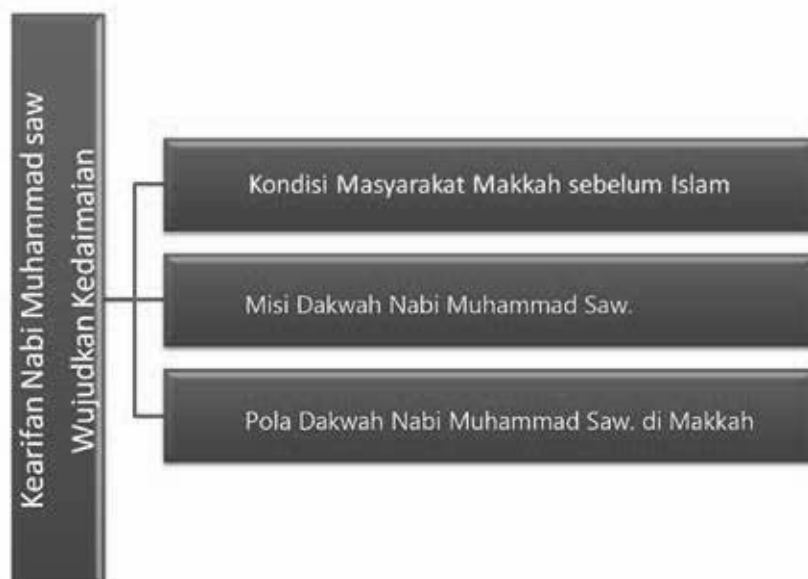 Kearifan Nabi Muhammad saw
Wujudkan Kedaimaian
Kondisi Masyarakat Makkah sebelum Islam
Misi Dakwah Nabi Muhammad Saw.
Pola Dakwah Nabi Muhammad Saw. di Makkah